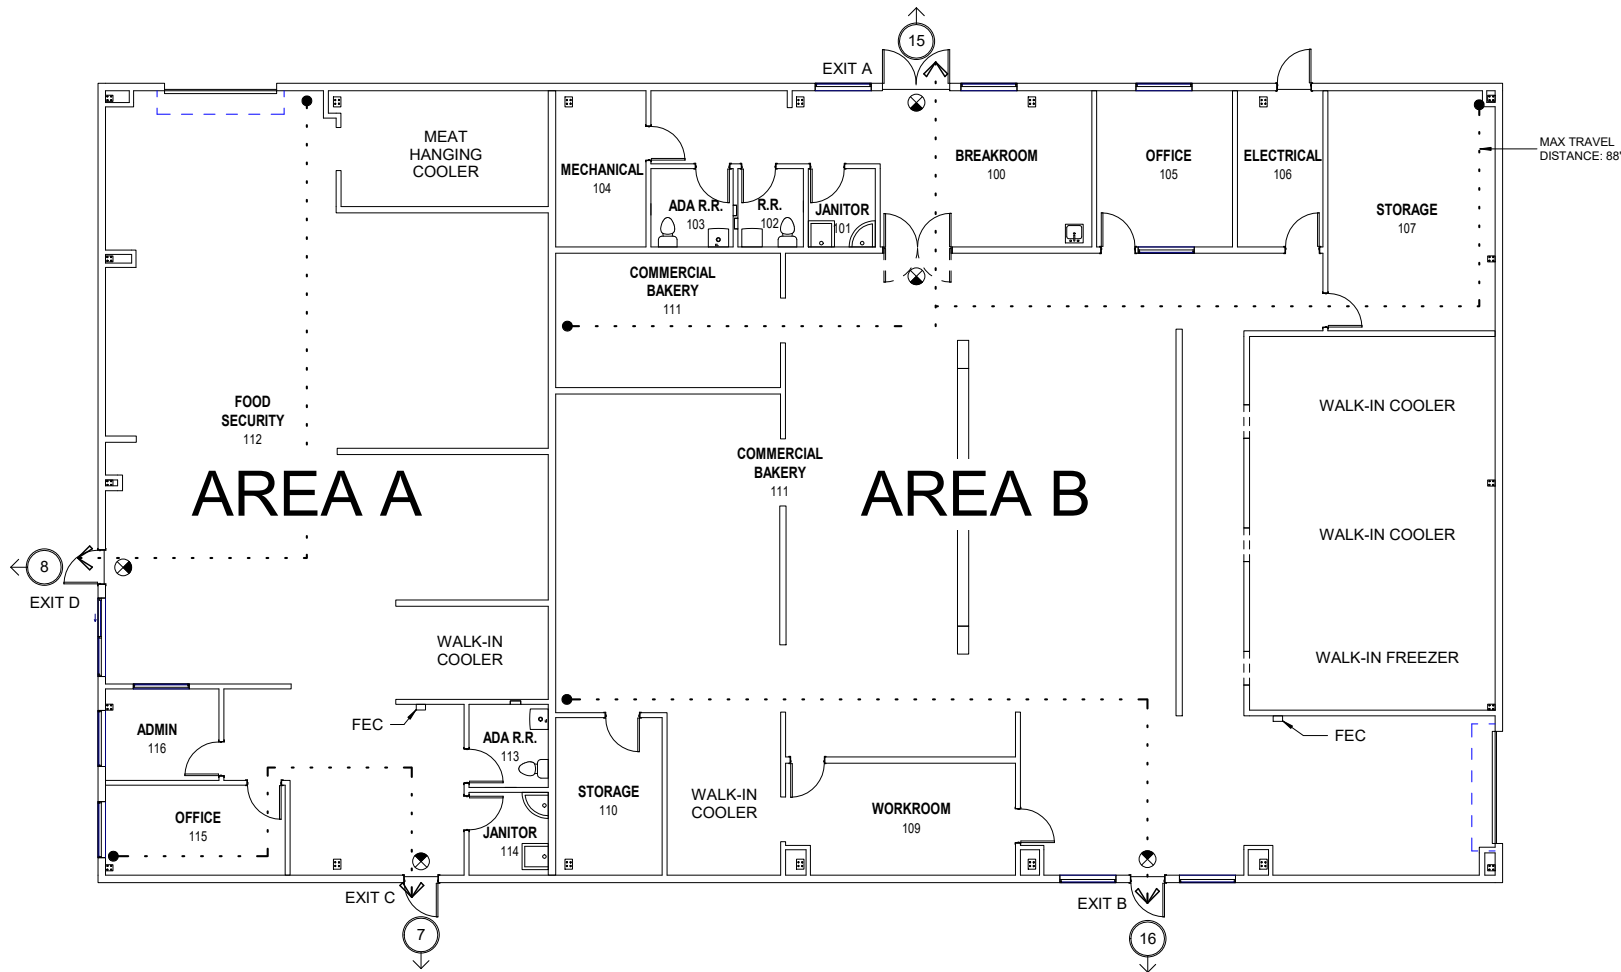 15
EXIT A
MEAT
HANGING
COOLER
MECHANICAL
104
ADA R.R.
103
R.R.
102
JANITOR
101
BREAKROOM
100
OFFICE
105
ELECTRICAL
106
STORAGE
107
MAX TRAVEL
DISTANCE: 88'
COMMERCIAL
BAKERY
111
FOOD
SECURITY
112
AREA A
COMMERCIAL
BAKERY
111
AREA B
WALK-IN COOLER
WALK-IN COOLER
WALK-IN FREEZER
8
EXIT D
WALK-IN
COOLER
FEC
FEC
ADMIN
116
ADA R.R.
113
OFFICE
115
JANITOR
114
STORAGE
110
WALK-IN
COOLER
WORKROOM
109
EXIT C
7
EXIT B
16